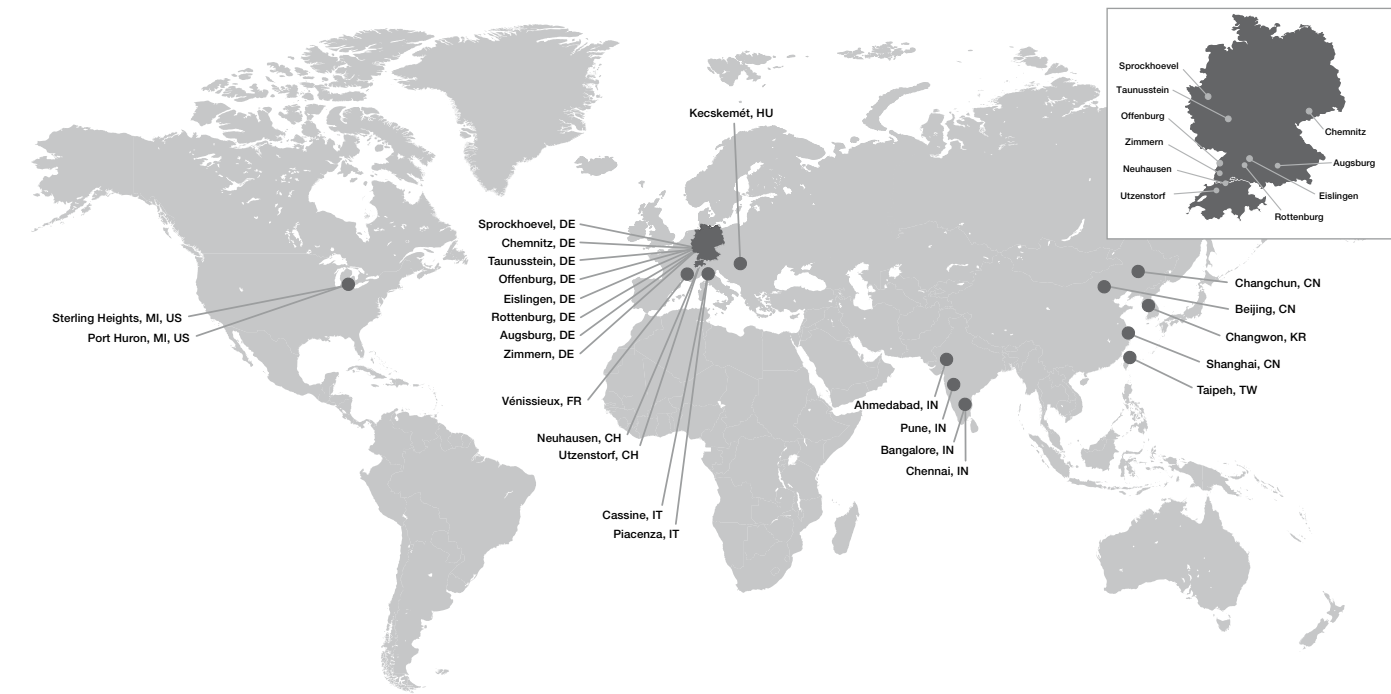 Kecskemét, HU
Sprockhoevel, DE
Chemnitz, DE
Taunusstein, DE
Offenburg, DE
Eislingen, DE
Rottenburg, DE
Augsburg, DE
Zimmern, DE
Vénissieux, FR
Neuhausen, CH
Utzenstorf, CH
Cassine, IT
Piacenza, IT
Sterling Heights, MI, US
Port Huron, MI, US
Ahmedabad, IN
Pune, IN
Bangalore, IN
Chennai, IN
Changchun, CN
Beijing, CN
Changwon, KR
Shanghai, CN
Taipeh, TW
Sprockhoevel
Taunusstein
Offenburg
Zimmern
Neuhausen
Utzenstorf
Chemnitz
Augsburg
Eislingen
Rottenburg